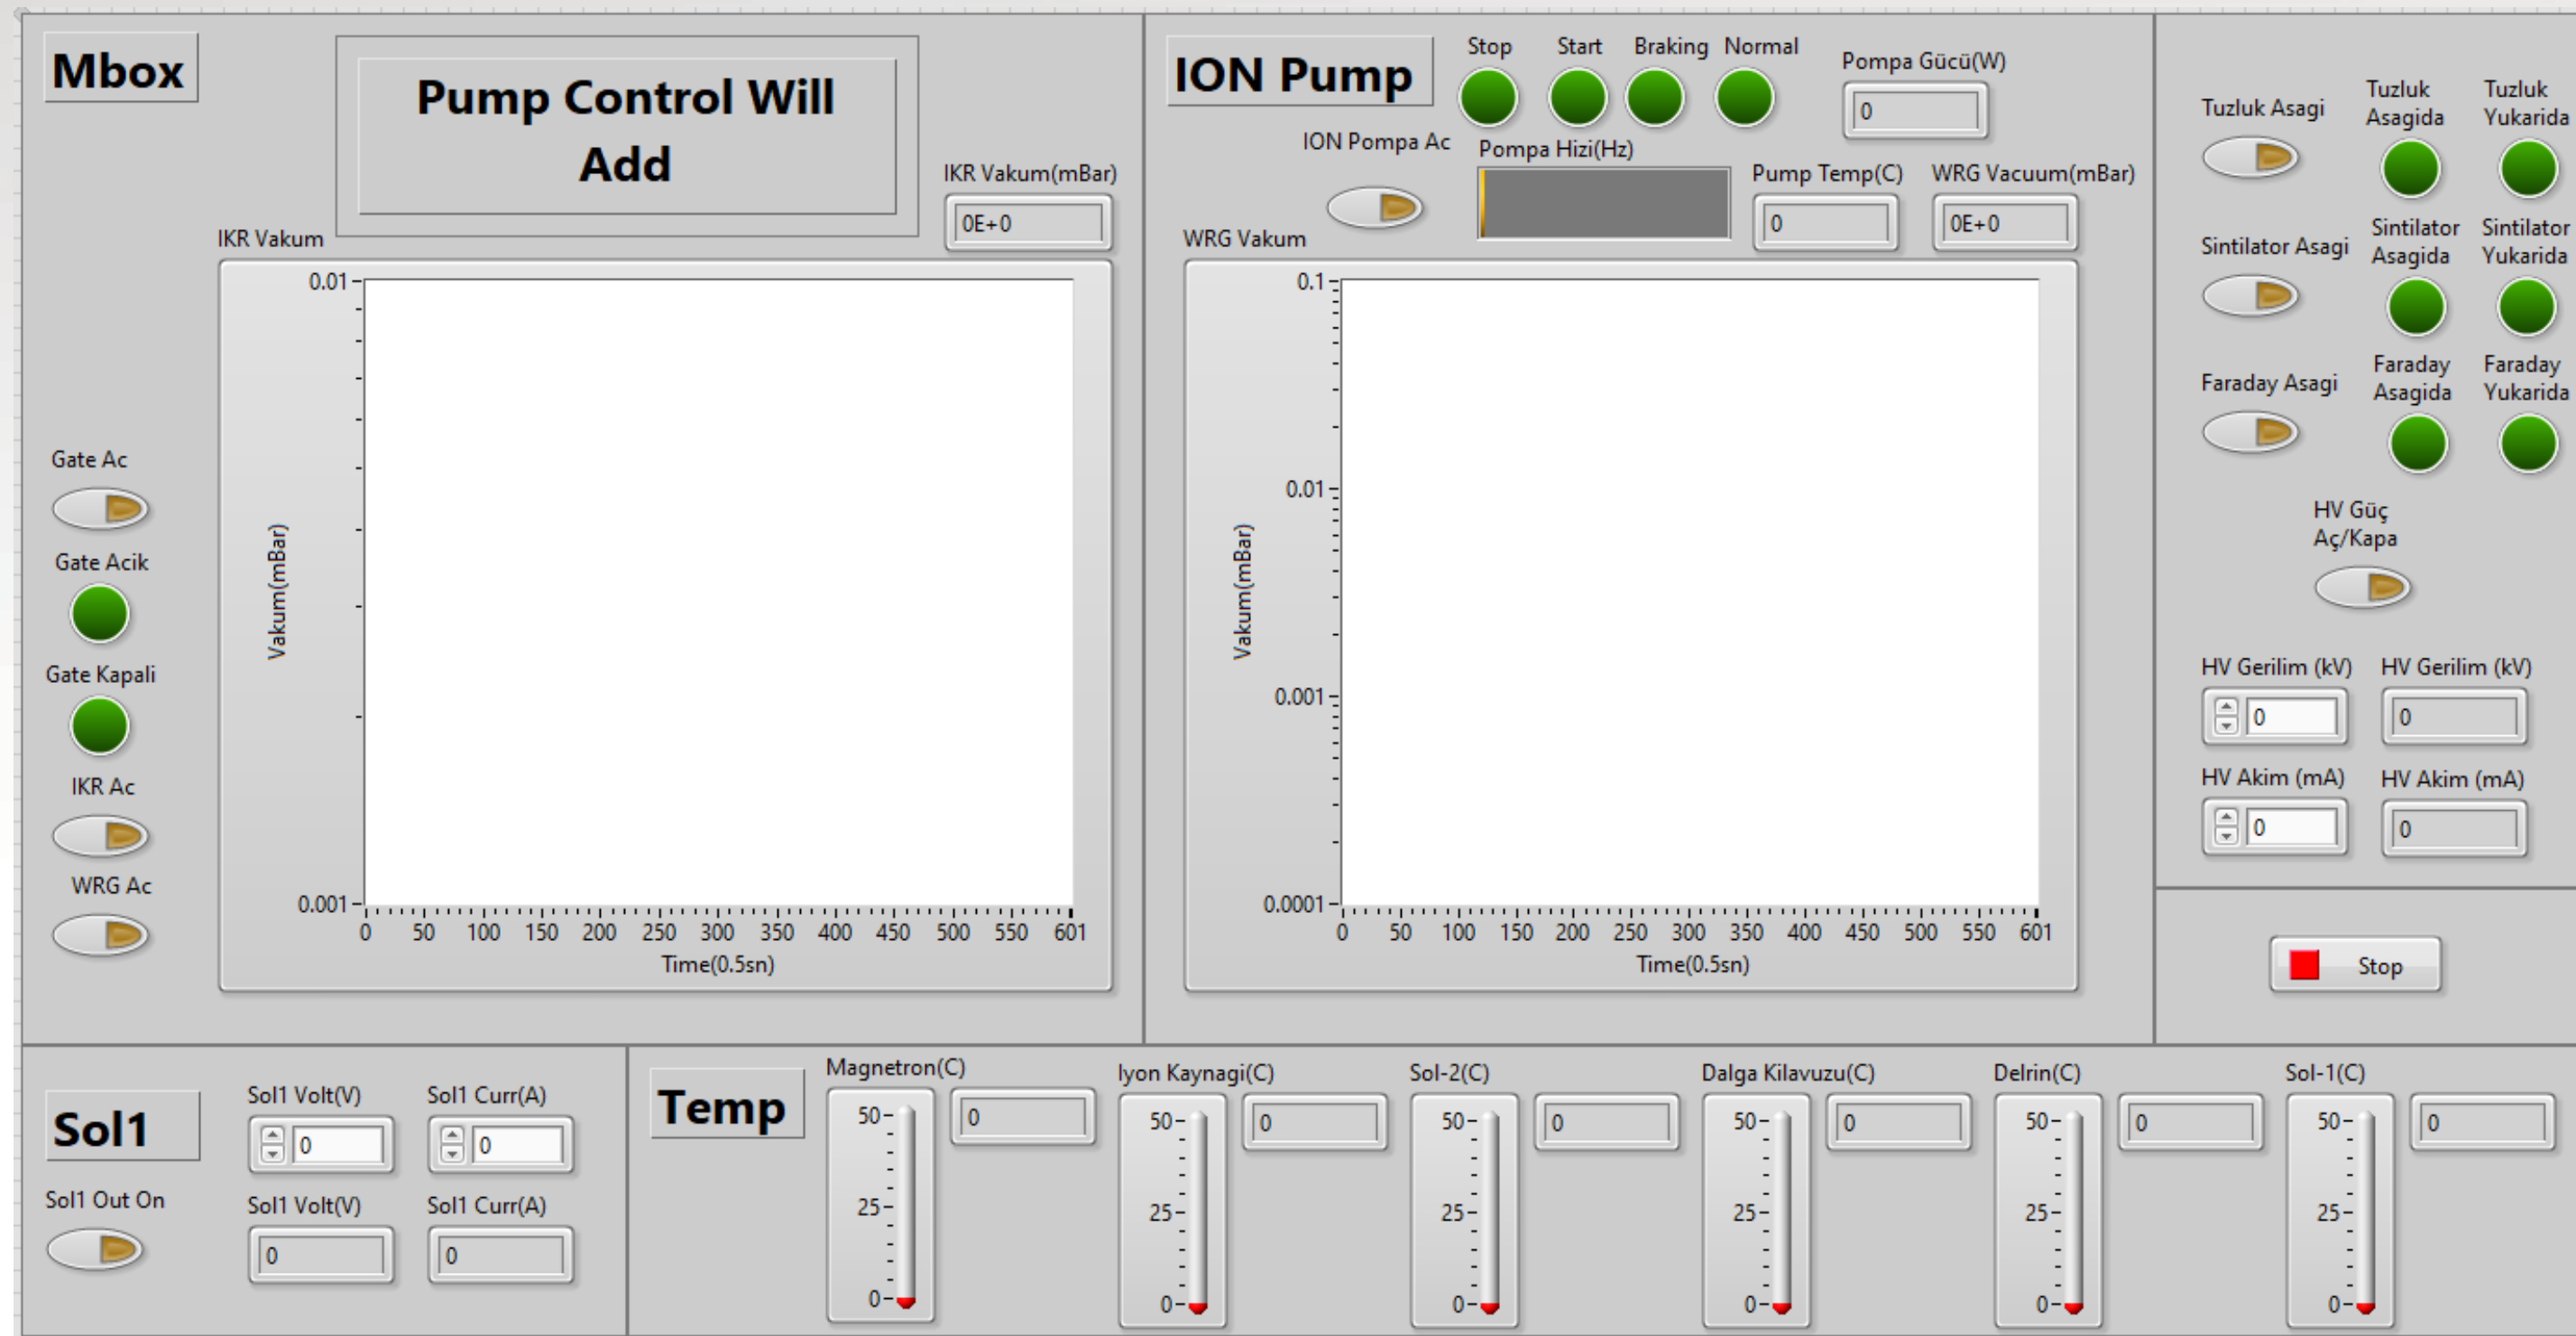 Mbox
Pump Control Will
Add
IKR Vakum(mBar)
0E+0
IKR Vakum
0.01
0.001
Vakum(mBar)
0 50 100 150 200 250 300 350 400 450 500 550 601
Time(0.5sn)
Gate Ac
Gate Acik
Gate Kapali
IKR Ac
WRG Ac
ION Pump
Stop Start Braking Normal
Pompa Gücü(W)
0
ION Pompa Ac
Pompa Hizi(Hz)
Pump Temp(C)
0
WRG Vacuum(mBar)
0E+0
WRG Vakum
0.1
0.01
0.001
0.0001
Vakum(mBar)
0 50 100 150 200 250 300 350 400 450 500 550 601
Time(0.5sn)
Tuzluk Asagi
Tuzluk
Asagida
Tuzluk
Yukarida
Sintilator Asagi
Sintilator
Asagida
Sintilator
Yukarida
Faraday Asagi
Faraday
Asagida
Faraday
Yukarida
HV Güç
Aç/Kapa
HV Gerilim (kV) HV Gerilim (kV)
0 0
HV Akim (mA) HV Akim (mA)
0 0
Stop
Sol1
Sol1 Volt(V) Sol1 Curr(A)
0 0
Sol1 Out On
Sol1 Volt(V) Sol1 Curr(A)
0 0
Temp
Magnetron(C)
0
50
25
0
Iyon Kaynagi(C)
0
50
25
0
Sol-2(C)
0
50
25
0
Dalga Kilavuzu(C)
0
50
25
0
Delrin(C)
0
50
25
0
Sol-1(C)
0
50
25
0